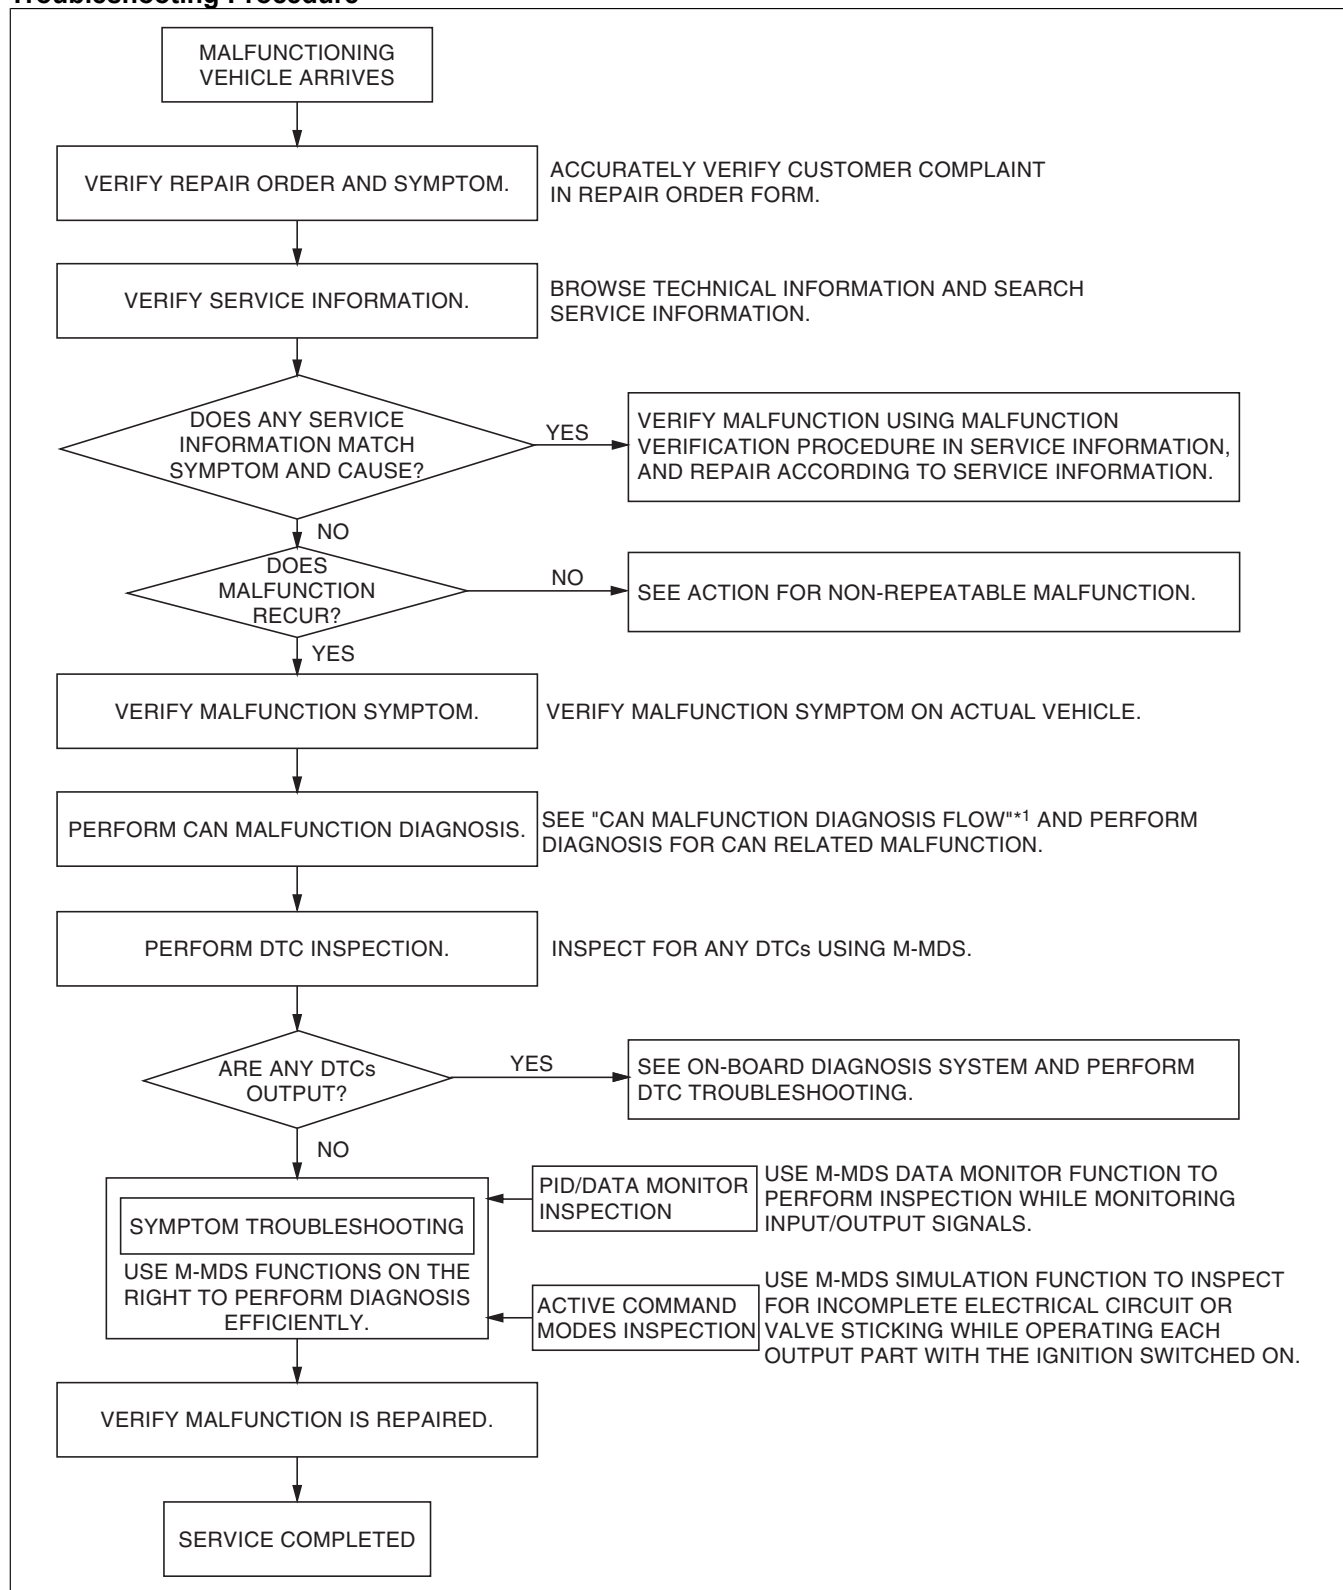 Troubleshooting Procedure
MALFUNCTIONING
VEHICLE ARRIVES
VERIFY REPAIR ORDER AND SYMPTOM.
ACCURATELY VERIFY CUSTOMER COMPLAINT
IN REPAIR ORDER FORM.
VERIFY SERVICE INFORMATION.
BROWSE TECHNICAL INFORMATION AND SEARCH
SERVICE INFORMATION.
DOES ANY SERVICE
INFORMATION MATCH
SYMPTOM AND CAUSE?
YES
VERIFY MALFUNCTION USING MALFUNCTION
VERIFICATION PROCEDURE IN SERVICE INFORMATION,
AND REPAIR ACCORDING TO SERVICE INFORMATION.
NO
DOES
MALFUNCTION
RECUR?
NO
SEE ACTION FOR NON-REPEATABLE MALFUNCTION.
YES
VERIFY MALFUNCTION SYMPTOM.
VERIFY MALFUNCTION SYMPTOM ON ACTUAL VEHICLE.
PERFORM CAN MALFUNCTION DIAGNOSIS.
SEE "CAN MALFUNCTION DIAGNOSIS FLOW"*1 AND PERFORM
DIAGNOSIS FOR CAN RELATED MALFUNCTION.
PERFORM DTC INSPECTION.
INSPECT FOR ANY DTCs USING M-MDS.
ARE ANY DTCs
OUTPUT?
YES
SEE ON-BOARD DIAGNOSIS SYSTEM AND PERFORM
DTC TROUBLESHOOTING.
NO
SYMPTOM TROUBLESHOOTING
USE M-MDS FUNCTIONS ON THE
RIGHT TO PERFORM DIAGNOSIS
EFFICIENTLY.
PID/DATA MONITOR
INSPECTION
USE M-MDS DATA MONITOR FUNCTION TO
PERFORM INSPECTION WHILE MONITORING
INPUT/OUTPUT SIGNALS.
ACTIVE COMMAND
MODES INSPECTION
USE M-MDS SIMULATION FUNCTION TO INSPECT
FOR INCOMPLETE ELECTRICAL CIRCUIT OR
VALVE STICKING WHILE OPERATING EACH
OUTPUT PART WITH THE IGNITION SWITCHED ON.
VERIFY MALFUNCTION IS REPAIRED.
SERVICE COMPLETED